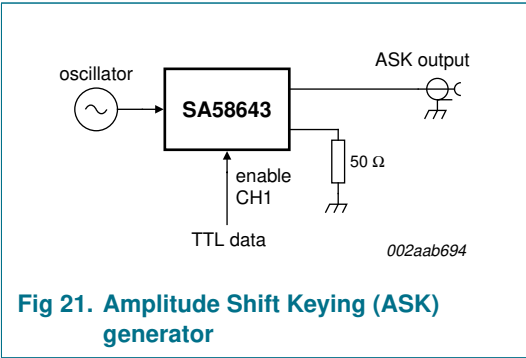 ASK output
oscillator
SA58643
50 Ω
enable
CH1
TTL data
002aab694
Fig 21. Amplitude Shift Keying (ASK)
generator